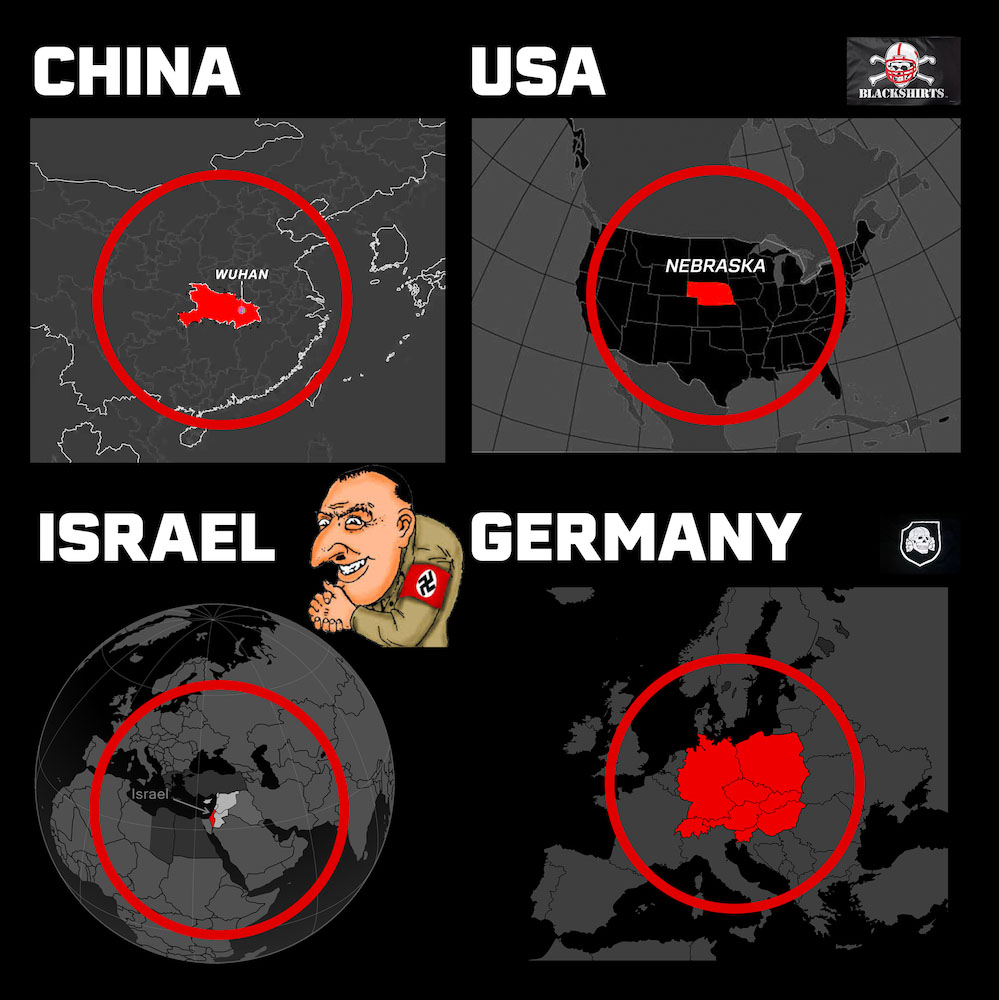 CHINA
USA
BLACKSHIRTS
WUHAN
NEBRASKA
ISRAEL
GERMANY
Israel